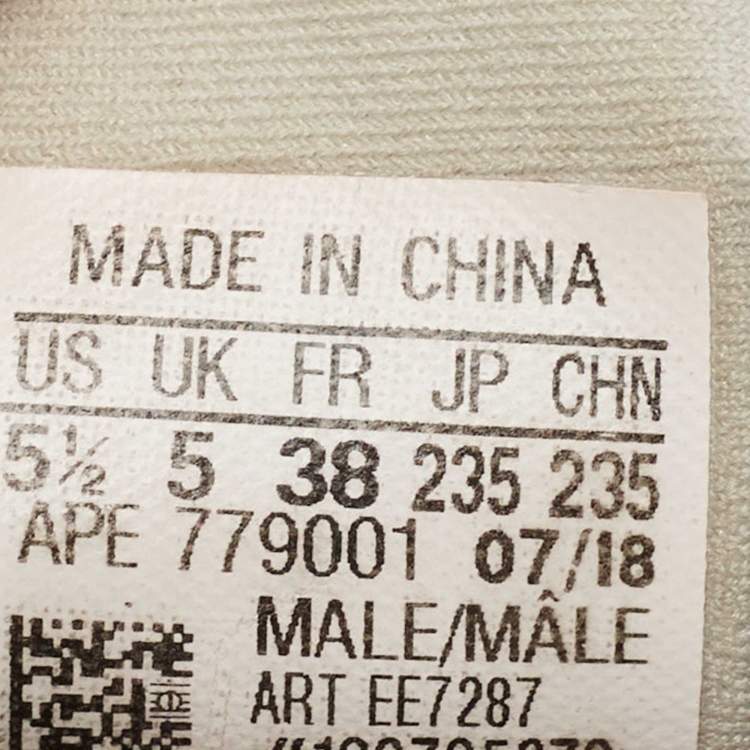 MADE IN CHINA
US UK FR JP CHN
5½ 5 38 235 235
APE 779001 07/18
MALE/MÂLE
ART EE7287